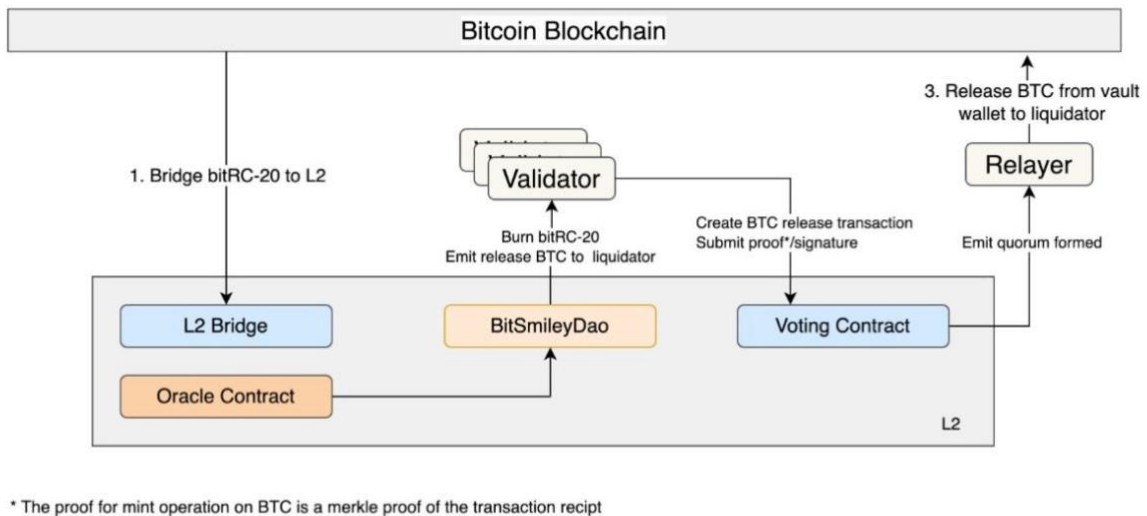 Bitcoin Blockchain
3. Release BTC from vault
wallet to liquidator
1. Bridge bitRC-20 to L2
Validator
Relayer
Create BTC release transaction
Submit proof*/signature
Burn bitRC-20
Emit release BTC to liquidator
Emit quorum formed
L2 Bridge
BitSmileyDao
Voting Contract
Oracle Contract
L2
* The proof for mint operation on BTC is a merkle proof of the transaction recipt